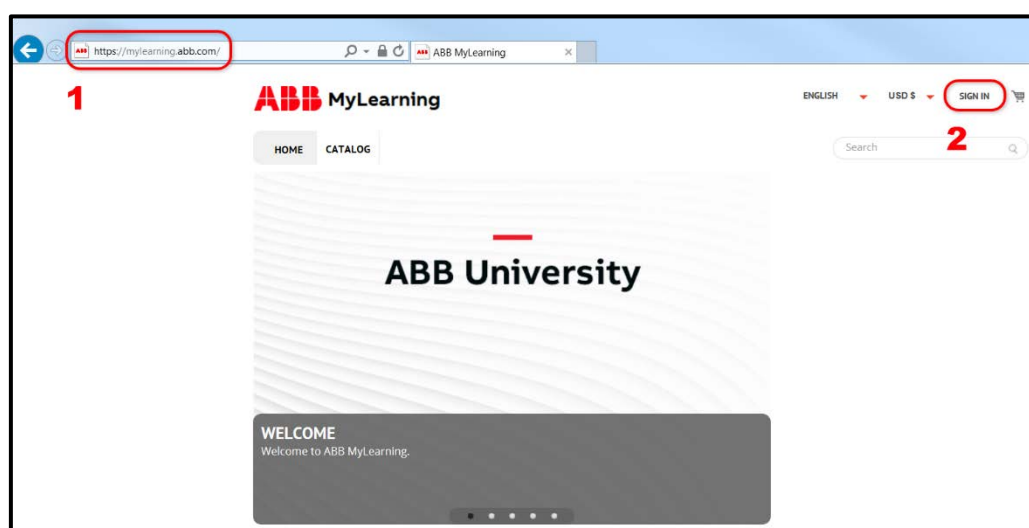 https://mylearning.abb.com/
ABB MyLearning
1
ABB MyLearning
ENGLISH USD $ SIGN IN
2
HOME CATALOG
Search
ABB University
WELCOME
Welcome to ABB MyLearning.